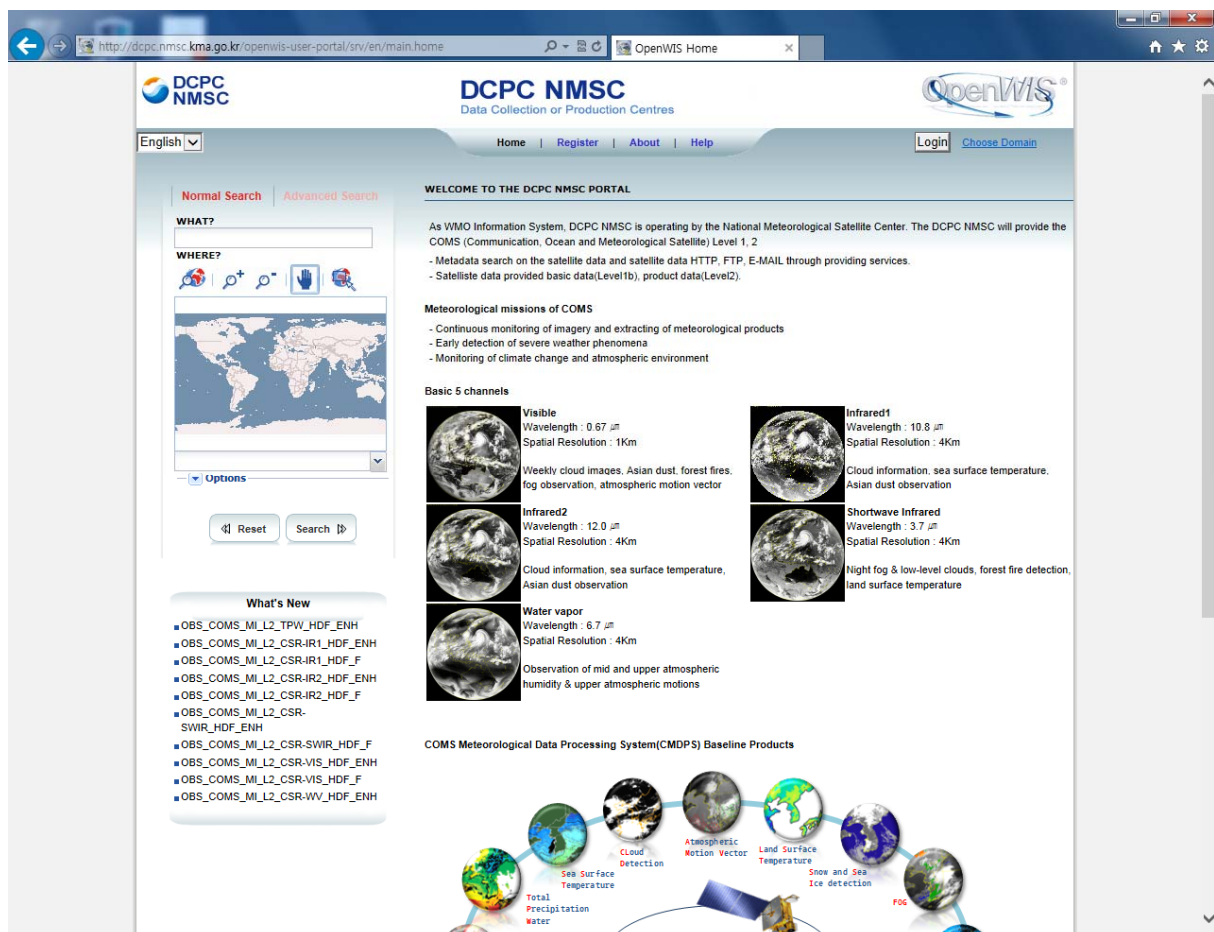 http://dcpc.nmsc.kma.go.kr/openwis-user-portal/srv/en/main.home
OpenWIS Home
DCPC
NMSC
DCPC NMSC
Data Collection or Production Centres
OpenWIS®
English
Home | Register | About | Help
Login Choose Domain
Normal Search Advanced Search
WHAT?
WHERE?
Options
Reset Search
What's New
OBS_COMS_MI_L2_TPW_HDF_ENH
OBS_COMS_MI_L2_CSR-IR1_HDF_ENH
OBS_COMS_MI_L2_CSR-IR1_HDF_F
OBS_COMS_MI_L2_CSR-IR2_HDF_ENH
OBS_COMS_MI_L2_CSR-IR2_HDF_F
OBS_COMS_MI_L2_CSR-
SWIR_HDF_ENH
OBS_COMS_MI_L2_CSR-SWIR_HDF_F
OBS_COMS_MI_L2_CSR-VIS_HDF_ENH
OBS_COMS_MI_L2_CSR-VIS_HDF_F
OBS_COMS_MI_L2_CSR-WV_HDF_ENH
WELCOME TO THE DCPC NMSC PORTAL
As WMO Information System, DCPC NMSC is operating by the National Meteorological Satellite Center. The DCPC NMSC will provide the
COMS (Communication, Ocean and Meteorological Satellite) Level 1, 2
- Metadata search on the satellite data and satellite data HTTP, FTP, E-MAIL through providing services.
- Satelliste data provided basic data(Level1b), product data(Level2).
Meteorological missions of COMS
- Continuous monitoring of imagery and extracting of meteorological products
- Early detection of severe weather phenomena
- Monitoring of climate change and atmospheric environment
Basic 5 channels
Visible
Wavelength : 0.67 ㎛
Spatial Resolution : 1Km
Weekly cloud images, Asian dust, forest fires,
fog observation, atmospheric motion vector
Infrared1
Wavelength : 10.8 ㎛
Spatial Resolution : 4Km
Cloud information, sea surface temperature,
Asian dust observation
Infrared2
Wavelength : 12.0 ㎛
Spatial Resolution : 4Km
Cloud information, sea surface temperature,
Asian dust observation
Shortwave Infrared
Wavelength : 3.7 ㎛
Spatial Resolution : 4Km
Night fog & low-level clouds, forest fire detection,
land surface temperature
Water vapor
Wavelength : 6.7 ㎛
Spatial Resolution : 4Km
Observation of mid and upper atmospheric
humidity & upper atmospheric motions
COMS Meteorological Data Processing System(CMDPS) Baseline Products
Total
Precipitation
Water
Sea Surface
Temperature
CLoud
Detection
Atmospheric
Motion Vector
Land Surface
Temperature
Snow and Sea
Ice detection
FOG